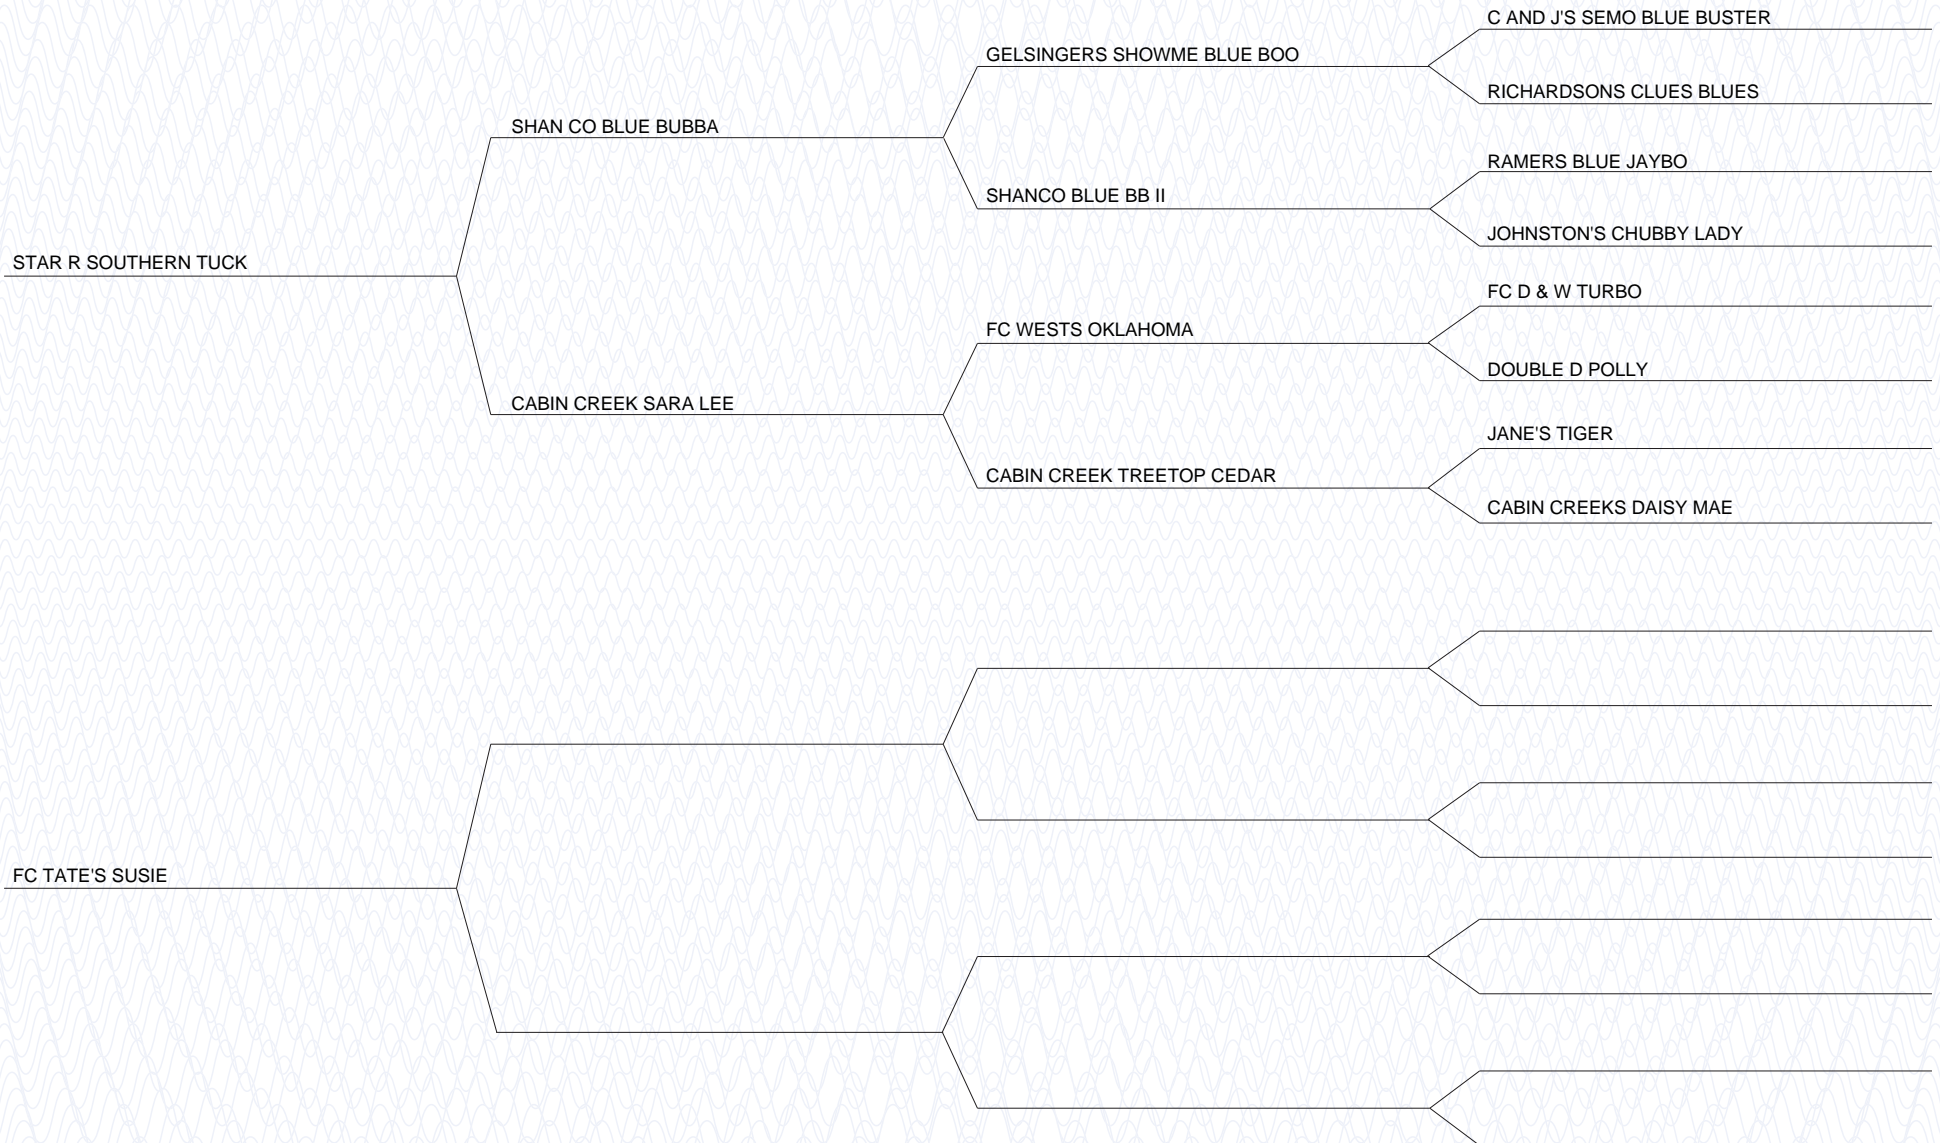 C AND J'S SEMO BLUE BUSTER
GELSINGERS SHOWME BLUE BOO
RICHARDSONS CLUES BLUES
SHAN CO BLUE BUBBA
RAMERS BLUE JAYBO
SHANCO BLUE BB II
JOHNSTON'S CHUBBY LADY
STAR R SOUTHERN TUCK
FC D & W TURBO
FC WESTS OKLAHOMA
DOUBLE D POLLY
CABIN CREEK SARA LEE
JANE'S TIGER
CABIN CREEK TREETOP CEDAR
CABIN CREEKS DAISY MAE
FC TATE'S SUSIE